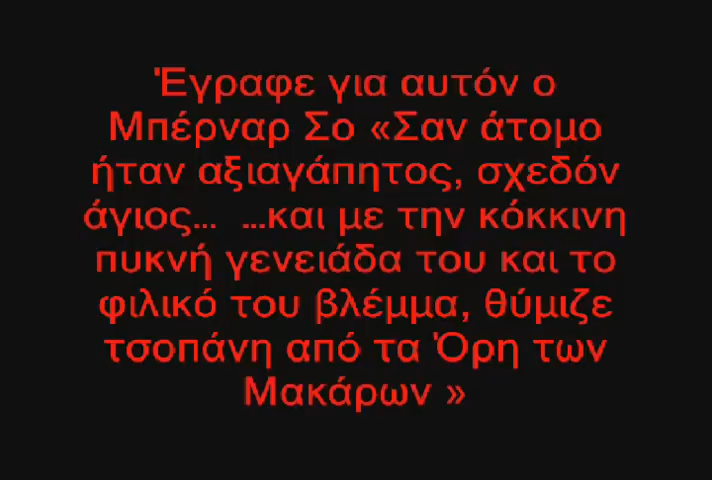 Έγραφε για αυτόν ο
Μπέρναρ Σο «Σαν άτομο
ήταν αξιαγάπητος, σχεδόν
άγιος... ...και με την κόκκινη
πυκνή γενειάδα του και το
φιλικό του βλέμμα, θύμιζε
τσοπάνη από τα Όρη των
Μακάρων »